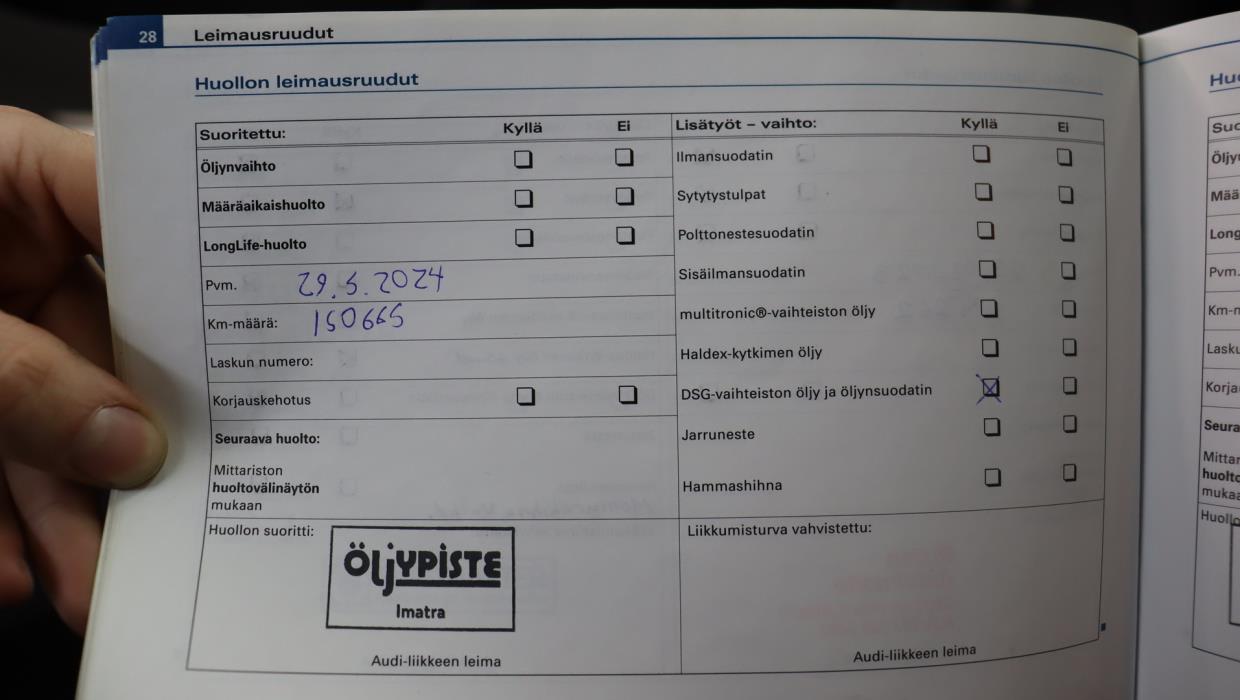 28 Leimausruudut
Huollon leimausruudut
Suoritettu: Kyllä Ei
Öljynvaihto
Määräaikaishuolto
LongLife-huolto
Pvm. 29.5.2024
Km-määrä: 150665
Laskun numero:
Korjauskehotus
Seuraava huolto:
Mittariston
huoltovälinäytön
mukaan
Huollon suoritti:
ÖLJYPISTE
Imatra
Audi-liikkeen leima
Lisätyöt – vaihto: Kyllä Ei
Ilmansuodatin
Sytytystulpat
Polttonestesuodatin
Sisäilmansuodatin
multitronic®-vaihteiston öljy
Haldex-kytkimen öljy
DSG-vaihteiston öljy ja öljynsuodatin
Jarruneste
Hammashihna
Liikkumisturva vahvistettu:
Audi-liikkeen leima